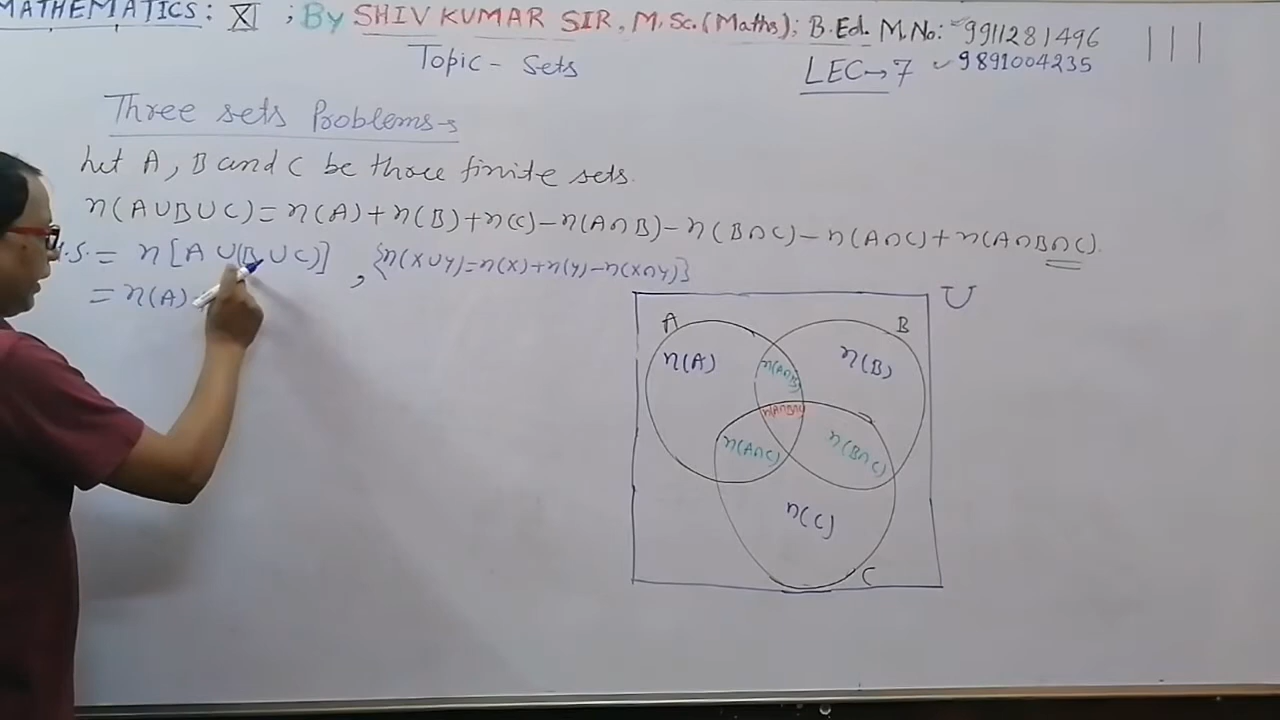 MATHEMATICS: XI ; By SHIV KUMAR SIR, M.Sc.(Maths); B.Ed. M.No: 9911281496
Topic - Sets
LEC→7 9891004235
Three sets Problems→
Let A, B and C be three finite sets.
n(A∪B∪C)=n(A)+n(B)+n(C)-n(A∩B)-n(B∩C)-n(A∩C)+n(A∩B∩C).
.S. = n[A∪(B∪C)] , {n(X∪Y)=n(X)+n(Y)-n(X∩Y)}
= n(A)
U
A
B
n(A)
n(A∩B)
n(B)
n(A∩B∩C)
n(A∩C)
n(B∩C)
n(C)
C